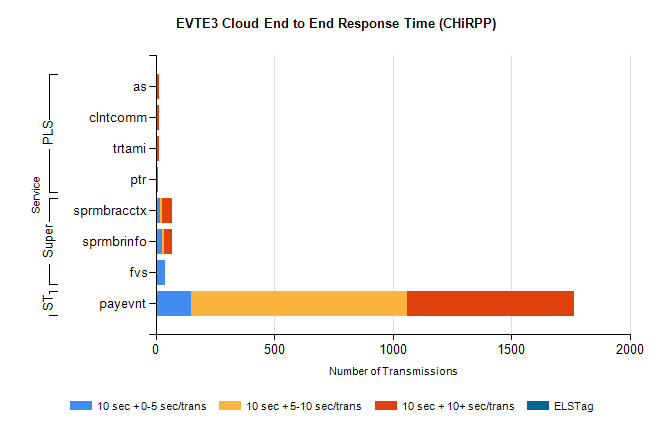 EVTE3 Cloud End to End Response Time (CHiRPP)
as
clntcomm
trtami
ptr
sprmbracctx
sprmbrinfo
fvs
payevnt
PLS
Super
ST
Service
0
500
1000
1500
2000
Number of Transmissions
10 sec +0-5 sec/trans
10 sec +5-10 sec/trans
10 sec + 10+ sec/trans
ELSTag